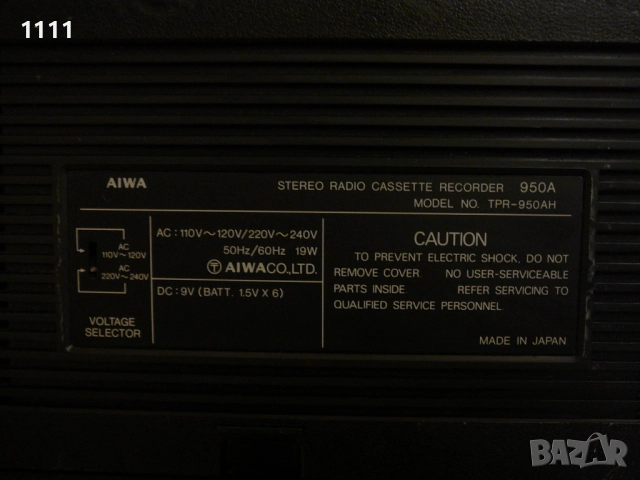 1111
AIWA
STEREO RADIO CASSETTE RECORDER 950A
MODEL NO. TPR-950AH
AC
110V～120V
AC
220V～240V
VOLTAGE
SELECTOR
AC : 110V～120V/220V～240V
50Hz/60Hz 19W
T AIWA CO., LTD.
DC : 9V (BATT. 1.5V X 6)
CAUTION
TO PREVENT ELECTRIC SHOCK, DO NOT
REMOVE COVER. NO USER-SERVICEABLE
PARTS INSIDE. REFER SERVICING TO
QUALIFIED SERVICE PERSONNEL.
MADE IN JAPAN
BAZAR
bg